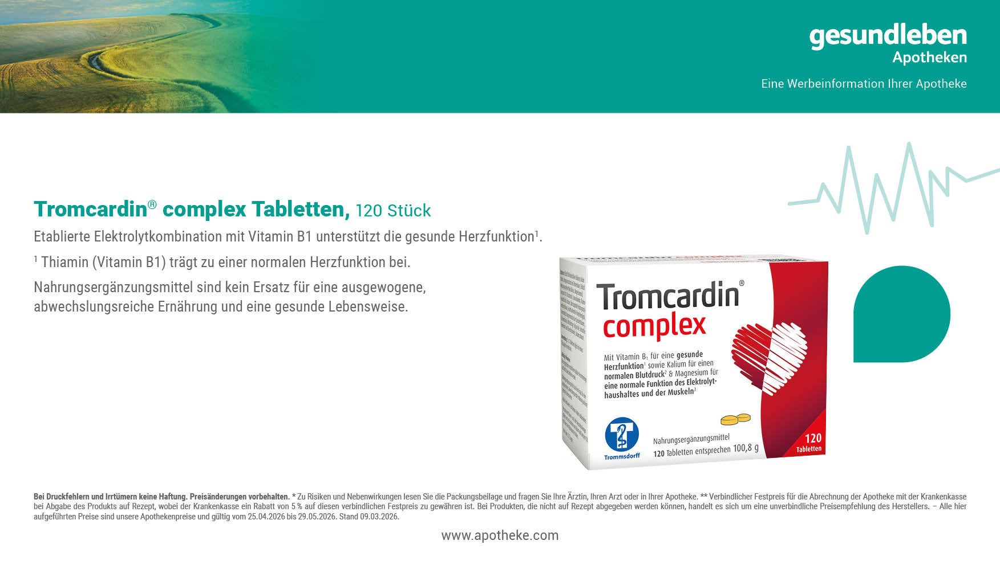 gesundleben
Apotheken
Eine Werbeinformation Ihrer Apotheke
Tromcardin® complex Tabletten, 120 Stück
Etablierte Elektrolytkombination mit Vitamin B1 unterstützt die gesunde Herzfunktion¹.
¹ Thiamin (Vitamin B1) trägt zu einer normalen Herzfunktion bei.
Nahrungsergänzungsmittel sind kein Ersatz für eine ausgewogene,
abwechslungsreiche Ernährung und eine gesunde Lebensweise.
Tromcardin®
complex
Mit Vitamin B₁ für eine gesunde
Herzfunktion¹ sowie Kalium für einen
normalen Blutdruck² & Magnesium für
eine normale Funktion des Elektrolyt-
haushaltes und der Muskeln³
Trommsdorff
Nahrungsergänzungsmittel
120 Tabletten entsprechen 100,8 g
120
Tabletten
Bei Druckfehlern und Irrtümern keine Haftung. Preisänderungen vorbehalten. * Zu Risiken und Nebenwirkungen lesen Sie die Packungsbeilage und fragen Sie Ihre Ärztin, Ihren Arzt oder in Ihrer Apotheke. ** Verbindlicher Festpreis für die Abrechnung der Apotheke mit der Krankenkasse
bei Abgabe des Produkts auf Rezept, wobei der Krankenkasse ein Rabatt von 5 % auf diesen verbindlichen Festpreis zu gewähren ist. Bei Produkten, die nicht auf Rezept abgegeben werden können, handelt es sich um eine unverbindliche Preisempfehlung des Herstellers. – Alle hier
aufgeführten Preise sind unsere Apothekenpreise und gültig vom 25.04.2026 bis 29.05.2026. Stand 09.03.2026.
www.apotheke.com